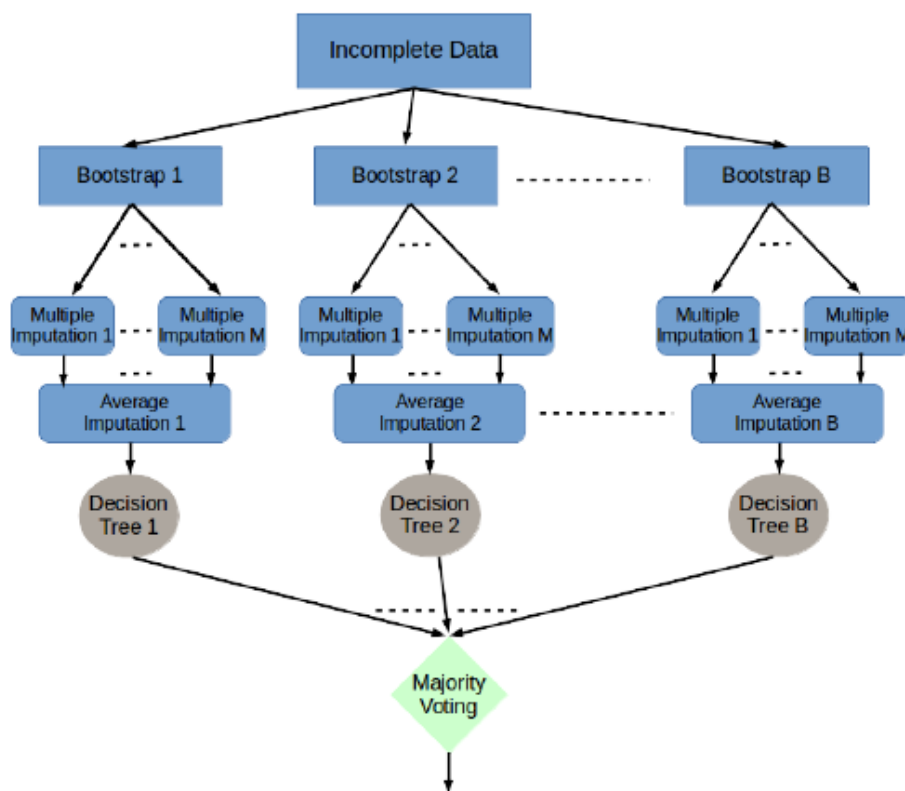 Incomplete Data
Bootstrap 1
Bootstrap 2
Bootstrap B
Multiple
Imputation 1
Multiple
Imputation M
Multiple
Imputation 1
Multiple
Imputation M
Multiple
Imputation 1
Multiple
Imputation M
Average
Imputation 1
Average
Imputation 2
Average
Imputation B
Decision
Tree 1
Decision
Tree 2
Decision
Tree B
Majority
Voting